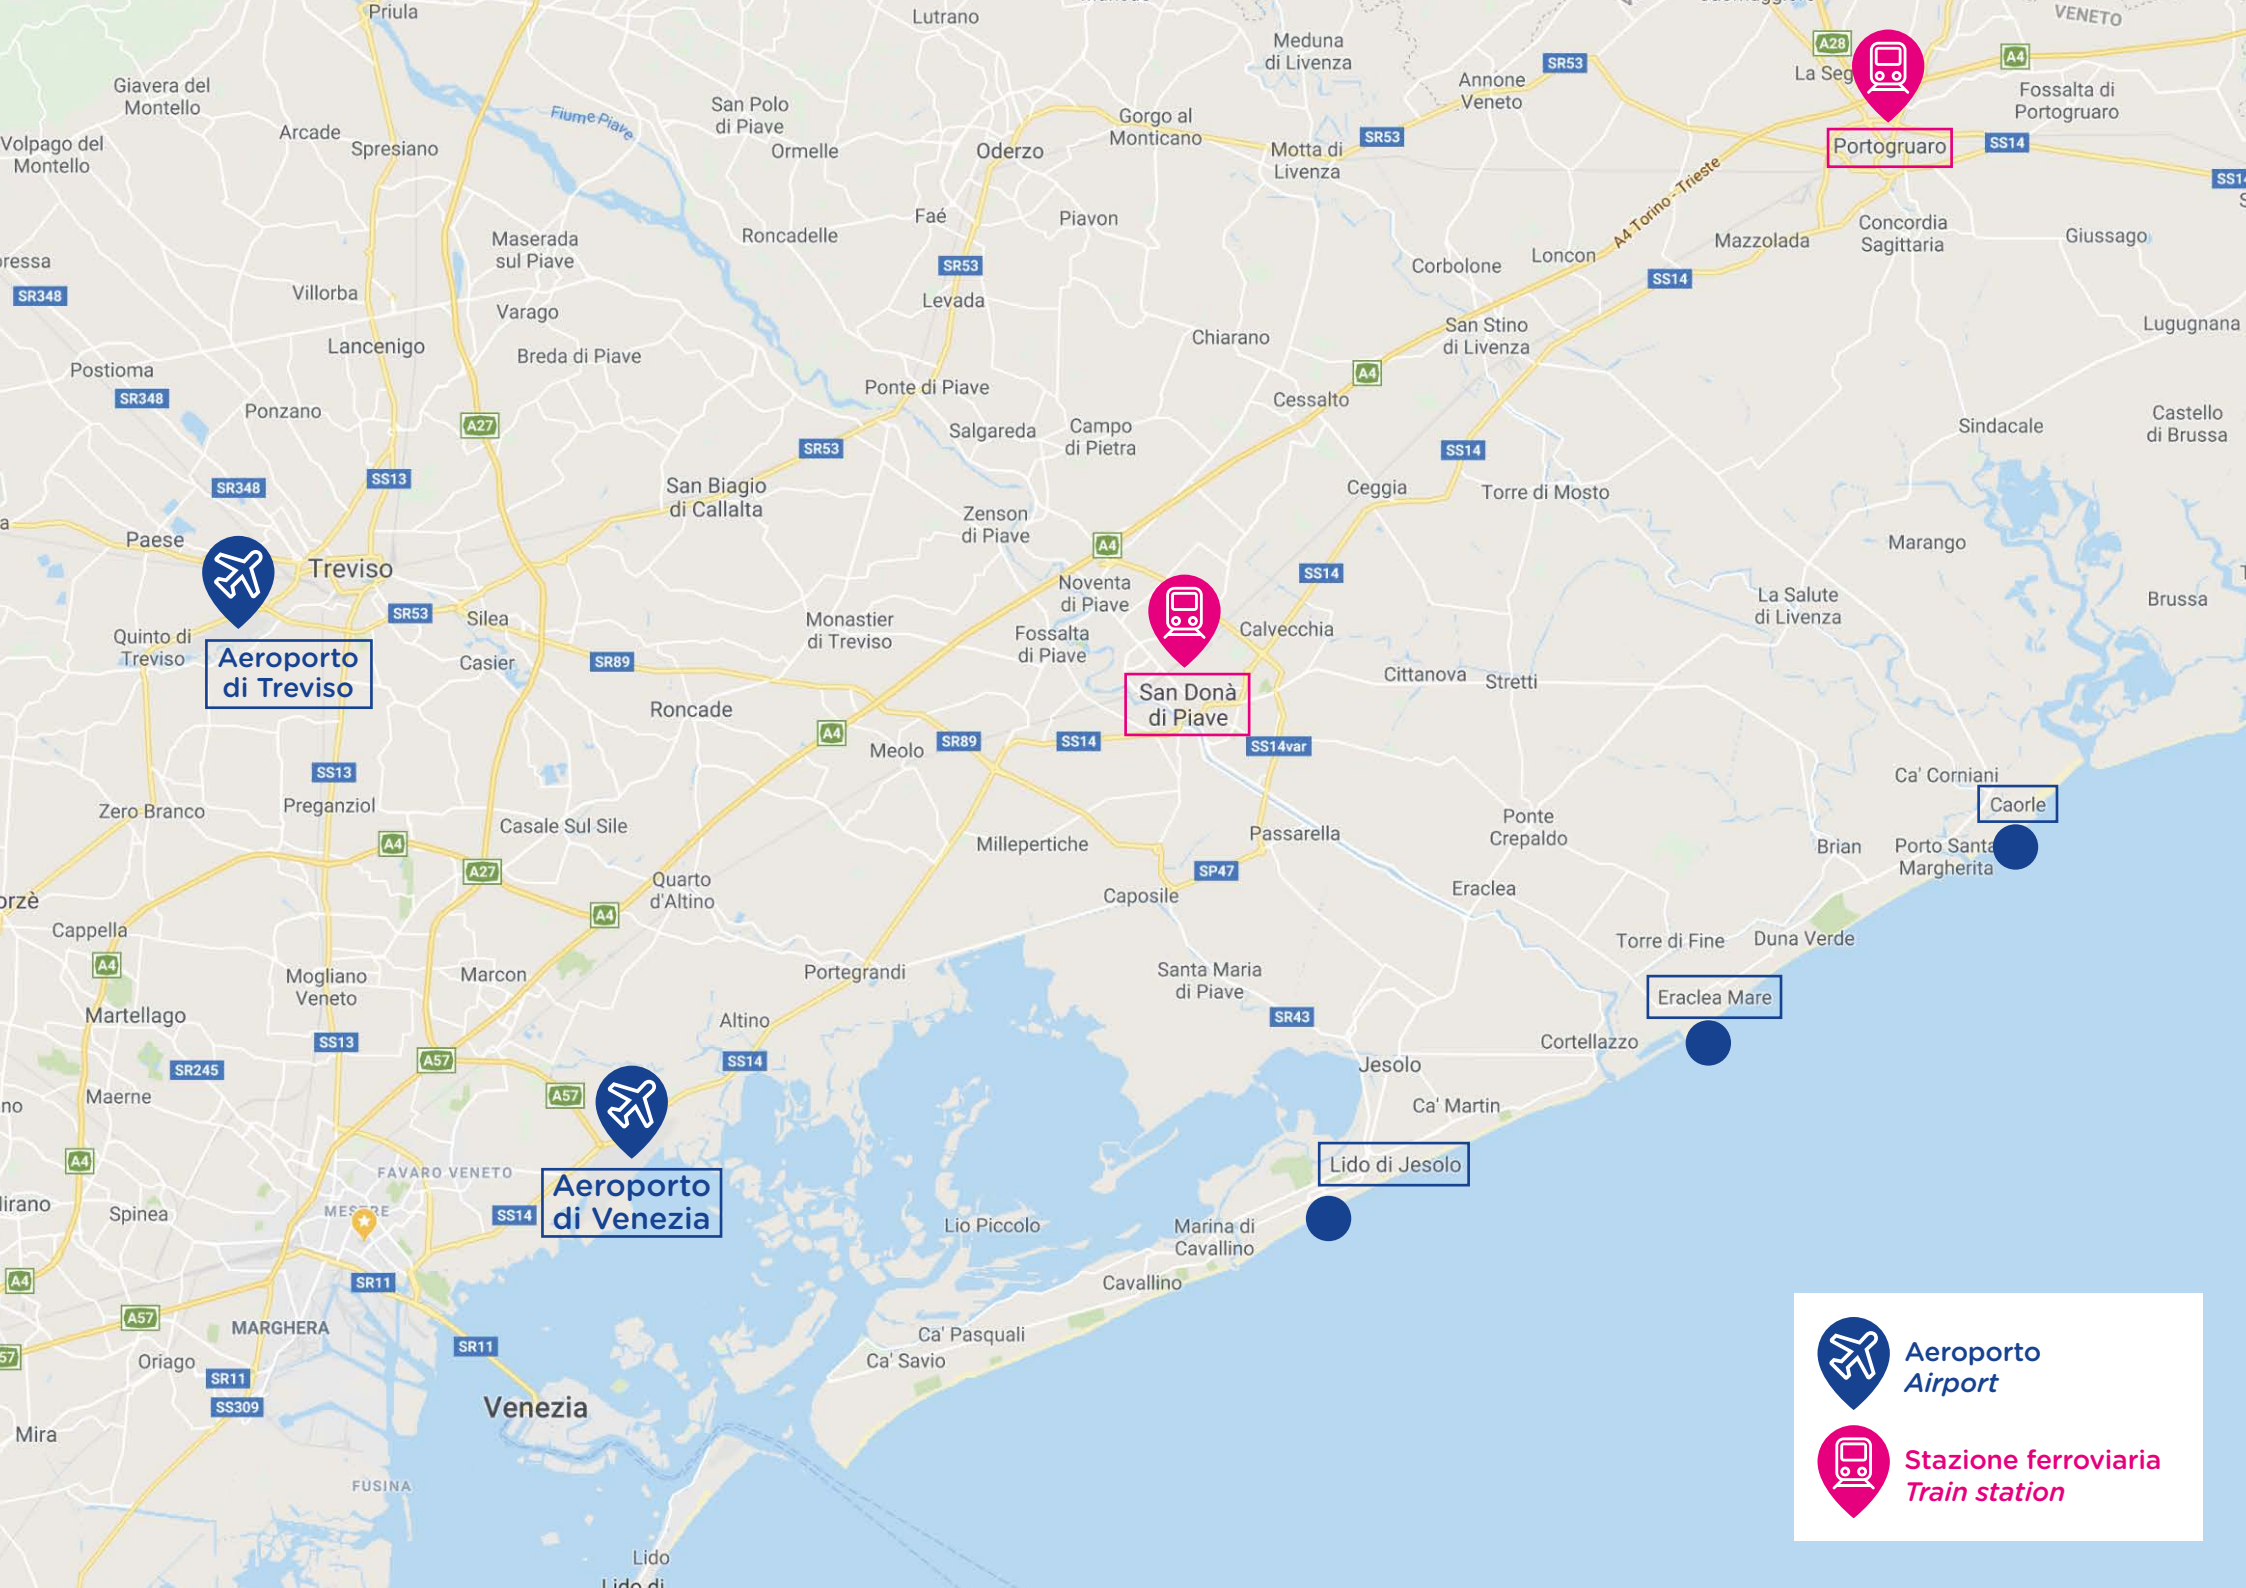 Priula
Lutrano
VENETO
Meduna
di Livenza
A28
SR53
A4
La Seg
Giavera del
Montello
Annone
Veneto
Fossalta di
Portogruaro
San Polo
di Piave
Fiume Piave
Gorgo al
Monticano
Arcade
Spresiano
Ormelle
Oderzo
SR53
Motta di
Livenza
Portogruaro
SS14
Volpago del
Montello
A4 Torino - Trieste
SS14
Faé
Piavon
Roncadelle
Maserada
sul Piave
Concordia
Sagittaria
Mazzolada
Giussago
Loncon
Corbolone
SR53
SS14
SR348
Villorba
Varago
Levada
Lancenigo
Breda di Piave
Chiarano
San Stino
di Livenza
Lugugnana
Postioma
SR348
Ponzano
A27
Ponte di Piave
A4
Cessalto
Salgareda
Campo
di Pietra
SR53
SS14
Sindacale
Castello
di Brussa
SR348
SS13
San Biagio
di Callalta
Ceggia
Torre di Mosto
Zenson
di Piave
Paese
Treviso
A4
Marango
SS14
Noventa
di Piave
La Salute
di Livenza
Brussa
SR53
Silea
Monastier
di Treviso
Fossalta
di Piave
Calvecchia
Quinto di
Treviso
Aeroporto
di Treviso
Casier
SR89
Cittanova
Stretti
San Donà
di Piave
Roncade
A4
Meolo
SR89
SS14
SS14var
SS13
Preganziol
Zero Branco
Casale Sul Sile
Ca' Corniani
Caorle
Ponte
Crepaldo
Passarella
Millepertiche
Brian
Porto Santa
Margherita
A4
A27
SP47
Quarto
d'Altino
Caposile
Eraclea
A4
Cappella
A4
Torre di Fine
Duna Verde
Mogliano
Veneto
Marcon
Portegrandi
Santa Maria
di Piave
Eraclea Mare
Martellago
Altino
SR43
SS13
Cortellazzo
SR245
A57
SS14
Jesolo
Maerne
A57
Ca' Martin
A4
FAVARO VENETO
Lido di Jesolo
Aeroporto
di Venezia
Spinea
MESTRE
SS14
Lio Piccolo
Marina di
Cavallino
A4
SR11
Cavallino
A57
MARGHERA
SR11
Ca' Pasquali
Ca' Savio
Oriago
SR11
SS309
Venezia
Mira
FUSINA
Lido
Aeroporto
Airport
Stazione ferroviaria
Train station